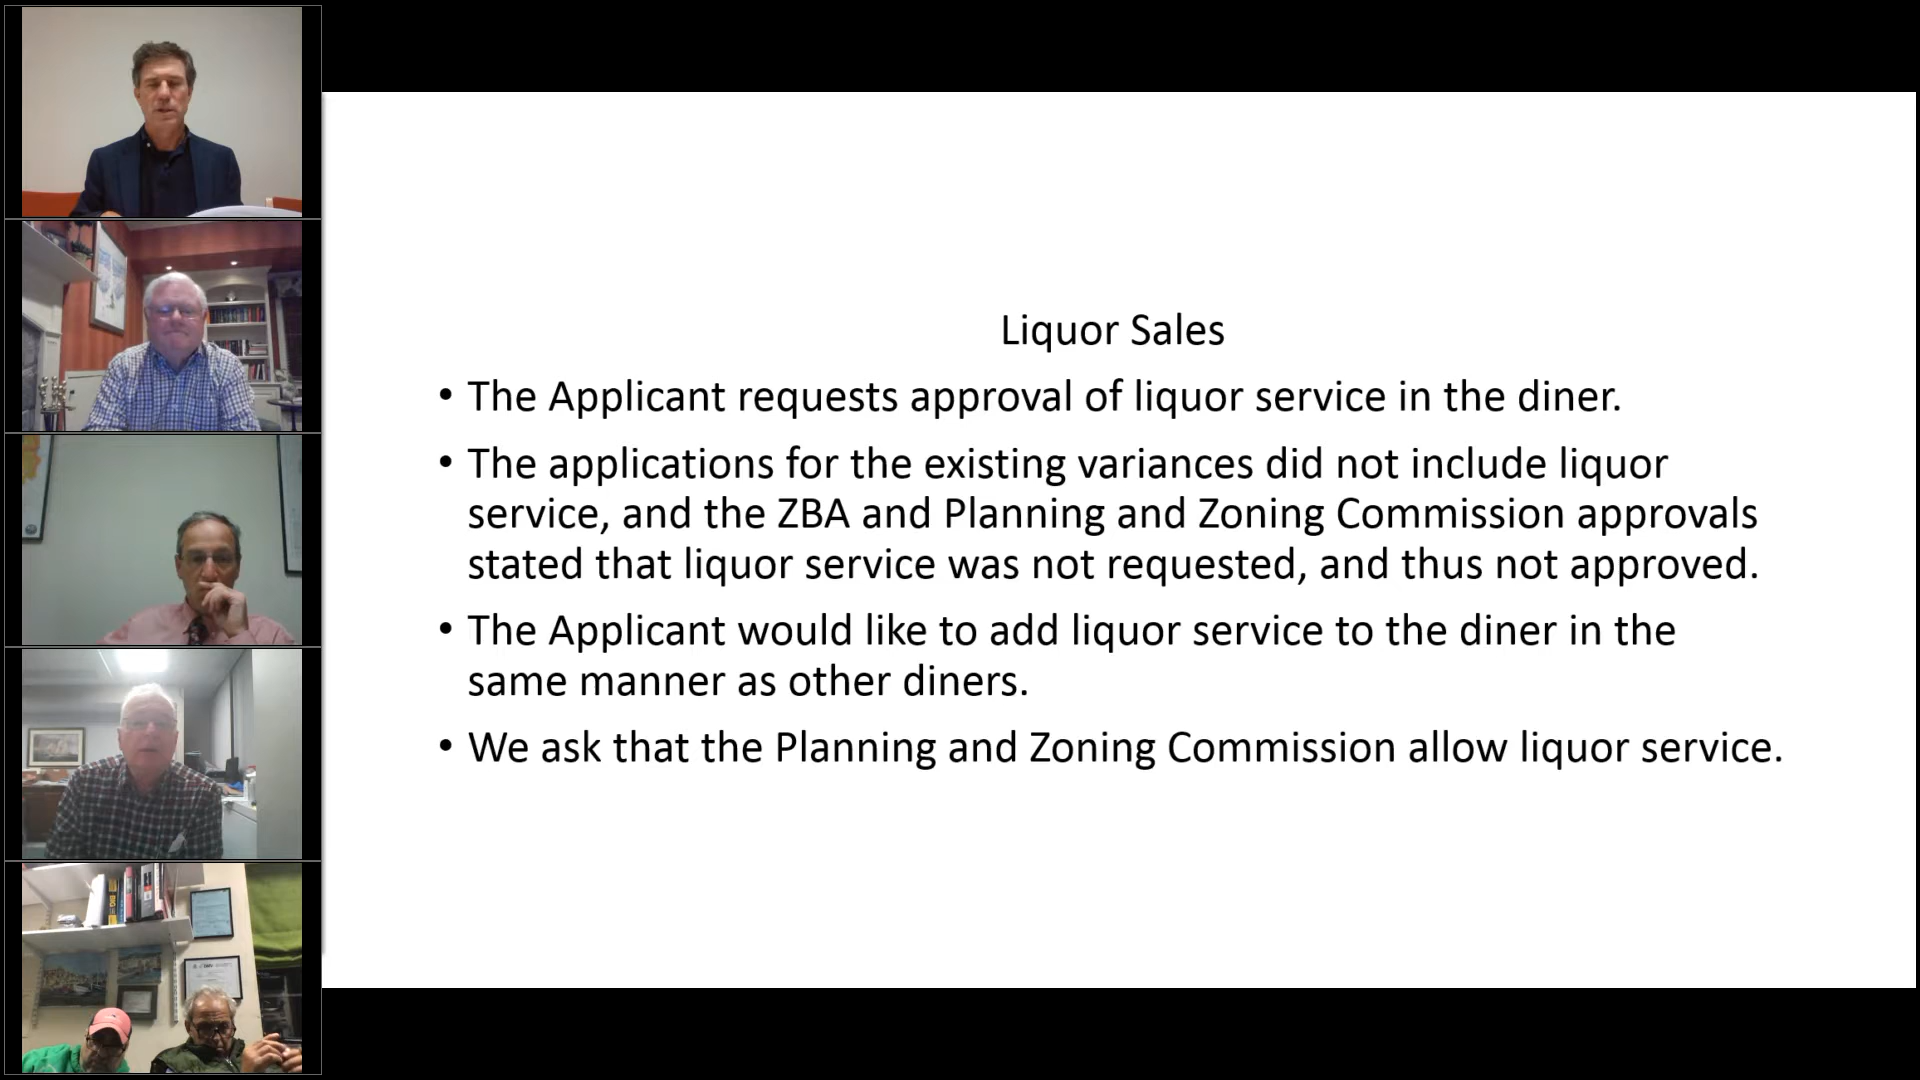 Liquor Sales
• The Applicant requests approval of liquor service in the diner.
• The applications for the existing variances did not include liquor
service, and the ZBA and Planning and Zoning Commission approvals
stated that liquor service was not requested, and thus not approved.
• The Applicant would like to add liquor service to the diner in the
same manner as other diners.
• We ask that the Planning and Zoning Commission allow liquor service.